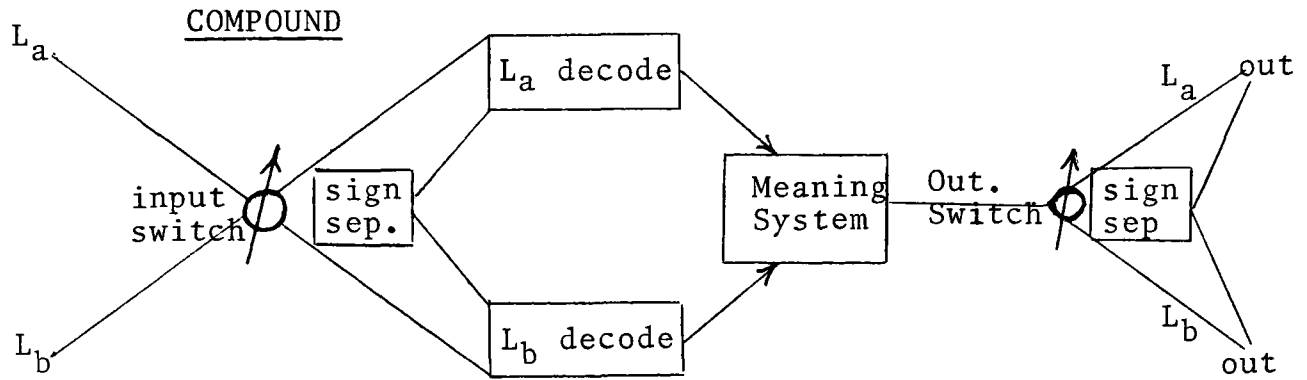 COMPOUND
La
La decode
La
out
input
switch
sign
sep.
Meaning
System
Out.
Switch
sign
sep
Lb
Lb decode
Lb
out